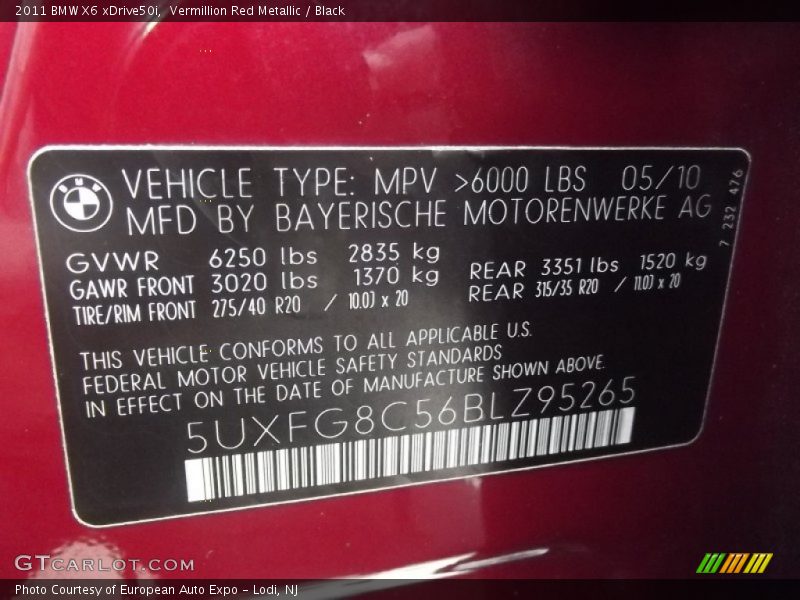 2011 BMW X6 xDrive50i, Vermillion Red Metallic / Black
BMW
VEHICLE TYPE: MPV >6000 LBS 05/10
MFD BY BAYERISCHE MOTORENWERKE AG
7 232 476
GVWR 6250 lbs 2835 kg
GAWR FRONT 3020 lbs 1370 kg REAR 3351 lbs 1520 kg
TIRE/RIM FRONT 275/40 R20 / 10.0J x 20 REAR 315/35 R20 / 11.0J x 20
THIS VEHICLE CONFORMS TO ALL APPLICABLE U.S.
FEDERAL MOTOR VEHICLE SAFETY STANDARDS
IN EFFECT ON THE DATE OF MANUFACTURE SHOWN ABOVE.
5UXFG8C56BLZ95265
GTCARLOT.COM
Photo Courtesy of European Auto Expo - Lodi, NJ